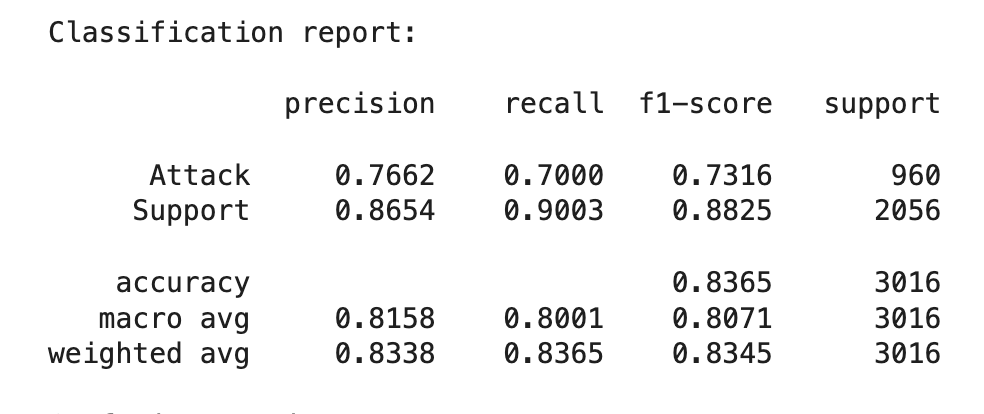 Classification report:
precision recall f1-score support
Attack 0.7662 0.7000 0.7316 960
Support 0.8654 0.9003 0.8825 2056
accuracy 0.8365 3016
macro avg 0.8158 0.8001 0.8071 3016
weighted avg 0.8338 0.8365 0.8345 3016